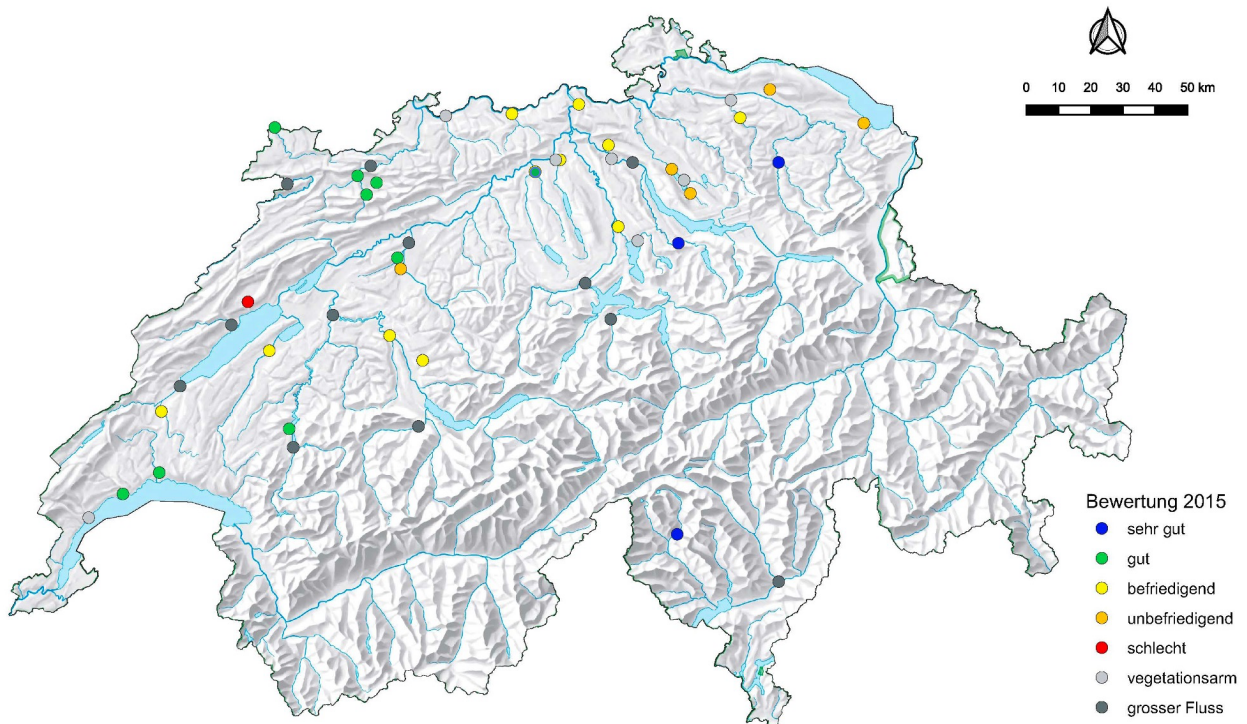 0 10 20 30 40 50 km
Bewertung 2015
sehr gut
gut
befriedigend
unbefriedigend
schlecht
vegetationsarm
grosser Fluss